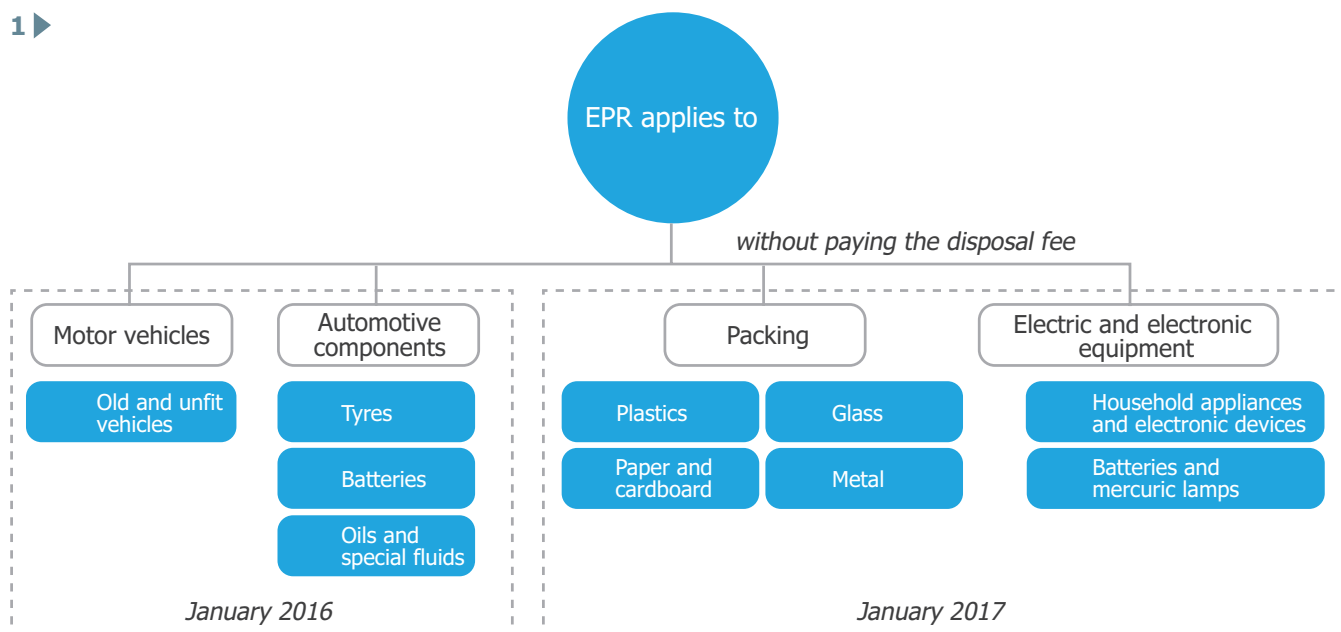 1
EPR applies to
without paying the disposal fee
Motor vehicles
Automotive
components
Packing
Electric and electronic
equipment
Old and unfit
vehicles
Tyres
Batteries
Oils and
special fluids
Plastics
Glass
Paper and
cardboard
Metal
Household appliances
and electronic devices
Batteries and
mercuric lamps
January 2016
January 2017